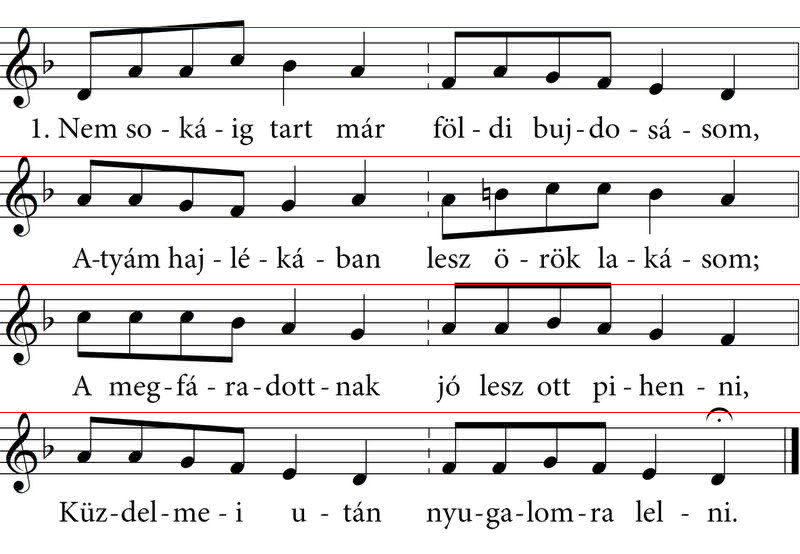 1. Nem so - ká - ig tart már föl - di buj - do - sá - som,
A-tyám haj - lé - ká - ban lesz ö - rök la - ká - som;
A meg - fá - ra - dott - nak jó lesz ott pi - hen - ni,
Küz-del-me - i u - tán nyu-ga-lom-ra lel - ni.